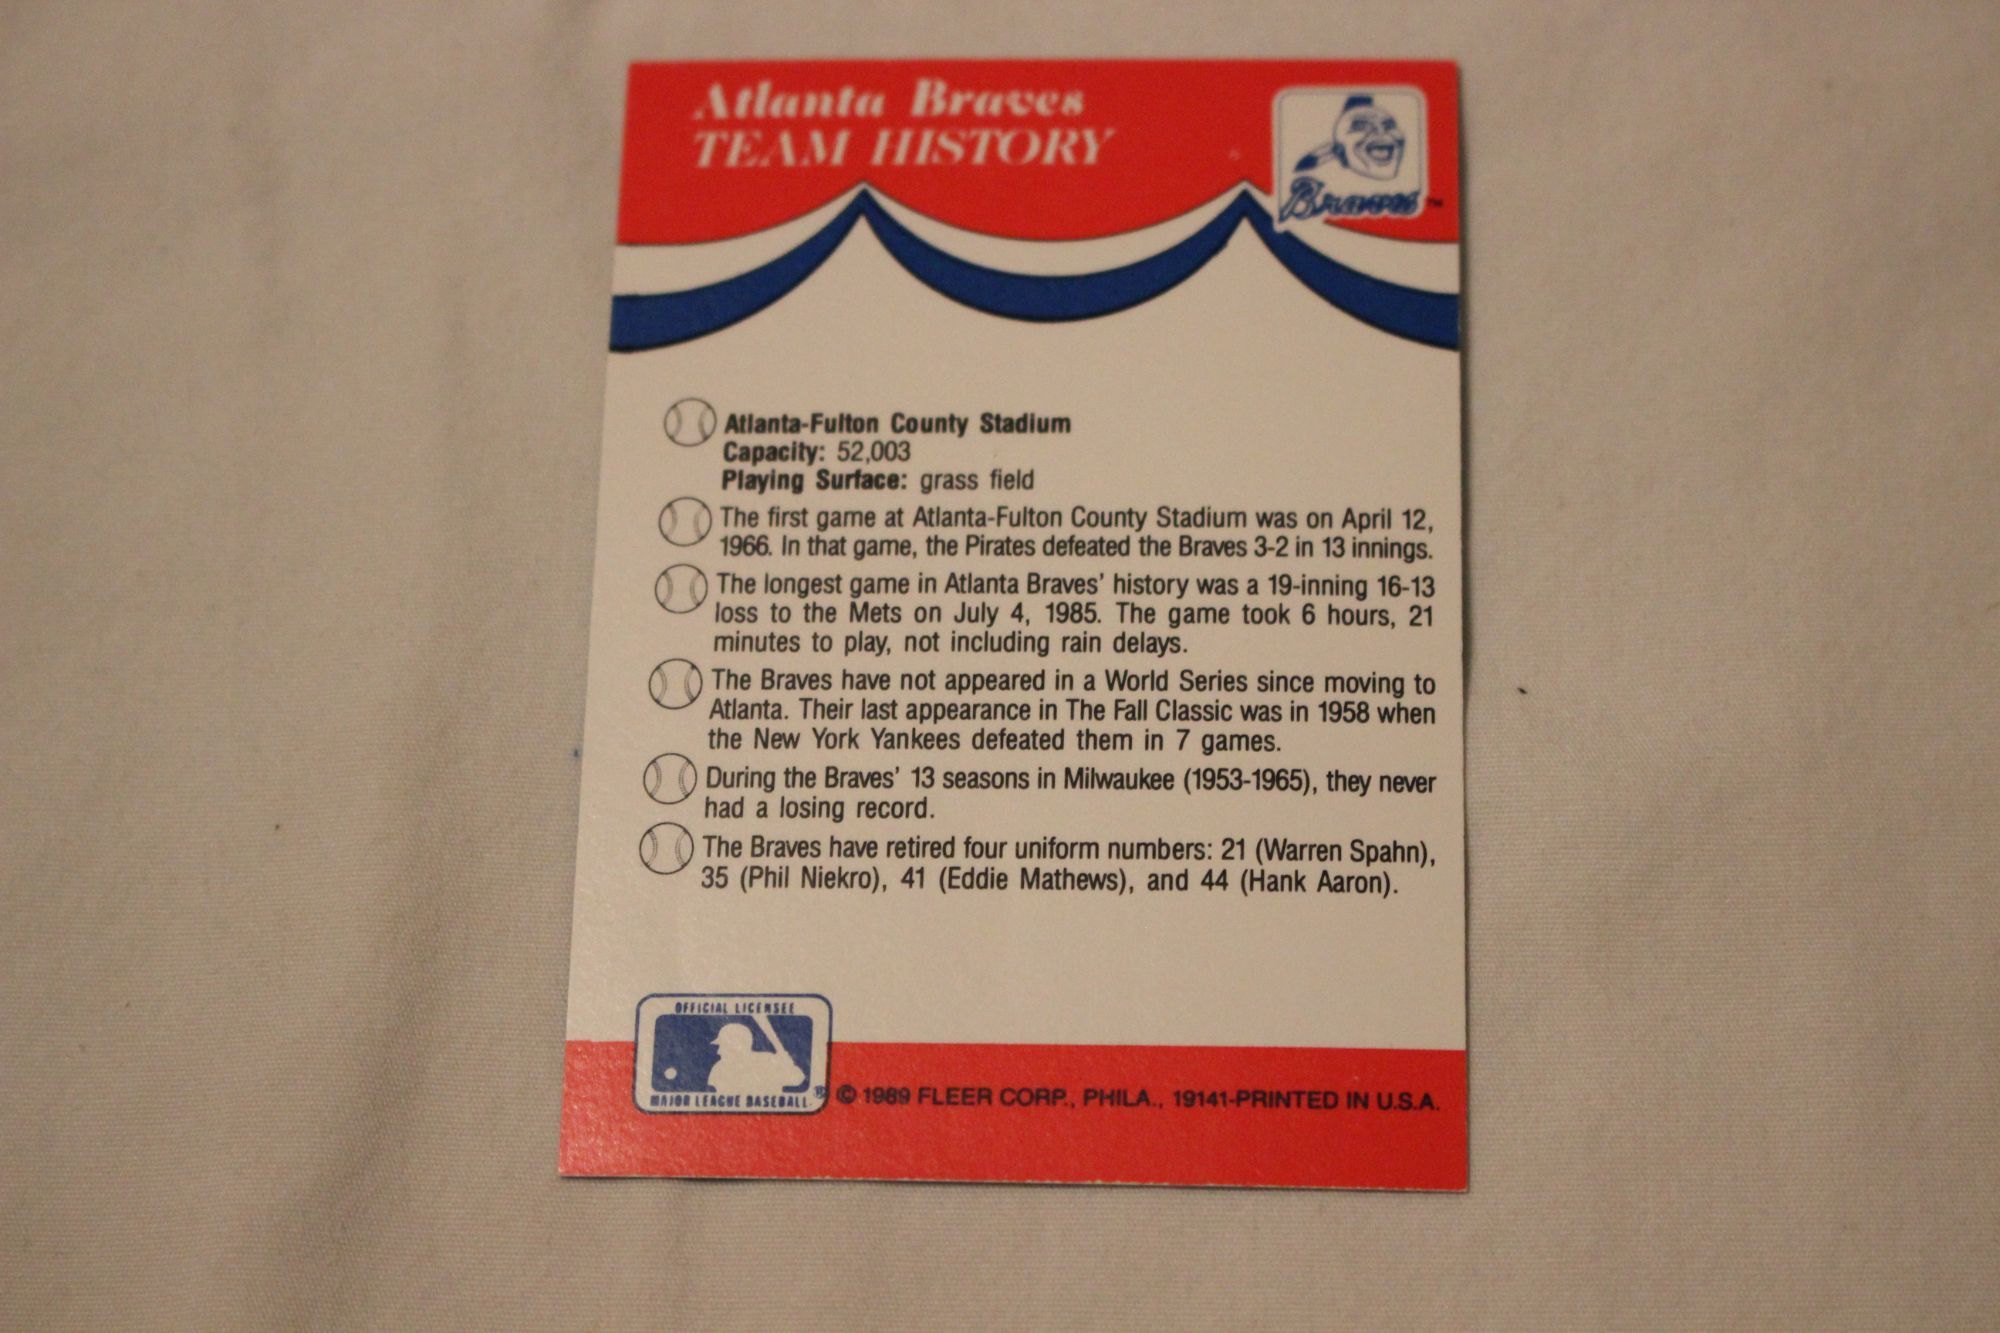 Atlanta Braves
TEAM HISTORY
Braves ™
Atlanta-Fulton County Stadium
Capacity: 52,003
Playing Surface: grass field
The first game at Atlanta-Fulton County Stadium was on April 12,
1966. In that game, the Pirates defeated the Braves 3-2 in 13 innings.
The longest game in Atlanta Braves' history was a 19-inning 16-13
loss to the Mets on July 4, 1985. The game took 6 hours, 21
minutes to play, not including rain delays.
The Braves have not appeared in a World Series since moving to
Atlanta. Their last appearance in The Fall Classic was in 1958 when
the New York Yankees defeated them in 7 games.
During the Braves' 13 seasons in Milwaukee (1953-1965), they never
had a losing record.
The Braves have retired four uniform numbers: 21 (Warren Spahn),
35 (Phil Niekro), 41 (Eddie Mathews), and 44 (Hank Aaron).
OFFICIAL LICENSEE
MAJOR LEAGUE BASEBALL ®
© 1989 FLEER CORP., PHILA., 19141-PRINTED IN U.S.A.